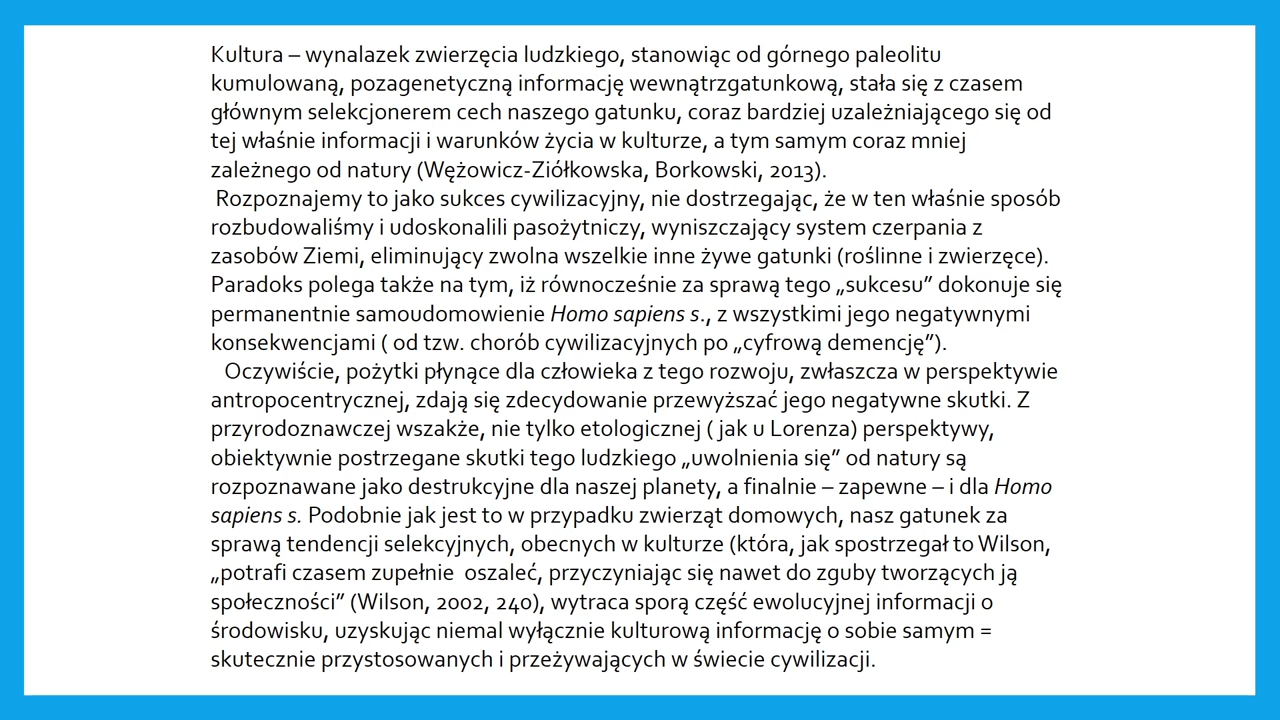 Kultura – wynalazek zwierzęcia ludzkiego, stanowiąc od górnego paleolitu
kumulowaną, pozagenetyczną informację wewnątrzgatunkową, stała się z czasem
głównym selekcjonerem cech naszego gatunku, coraz bardziej uzależniającego się od
tej właśnie informacji i warunków życia w kulturze, a tym samym coraz mniej
zależnego od natury (Wężowicz-Ziółkowska, Borkowski, 2013).
Rozpoznajemy to jako sukces cywilizacyjny, nie dostrzegając, że w ten właśnie sposób
rozbudowaliśmy i udoskonalili pasożytniczy, wyniszczający system czerpania z
zasobów Ziemi, eliminujący zwolna wszelkie inne żywe gatunki (roślinne i zwierzęce).
Paradoks polega także na tym, iż równocześnie za sprawą tego „sukcesu” dokonuje się
permanentnie samoudomowienie Homo sapiens s., z wszystkimi jego negatywnymi
konsekwencjami ( od tzw. chorób cywilizacyjnych po „cyfrową demencję”).
Oczywiście, pożytki płynące dla człowieka z tego rozwoju, zwłaszcza w perspektywie
antropocentrycznej, zdają się zdecydowanie przewyższać jego negatywne skutki. Z
przyrodoznawczej wszakże, nie tylko etologicznej ( jak u Lorenza) perspektywy,
obiektywnie postrzegane skutki tego ludzkiego „uwolnienia się” od natury są
rozpoznawane jako destrukcyjne dla naszej planety, a finalnie – zapewne – i dla Homo
sapiens s. Podobnie jak jest to w przypadku zwierząt domowych, nasz gatunek za
sprawą tendencji selekcyjnych, obecnych w kulturze (która, jak spostrzegał to Wilson,
„potrafi czasem zupełnie  oszaleć, przyczyniając się nawet do zguby tworzących ją
społeczności” (Wilson, 2002, 240), wytraca sporą część ewolucyjnej informacji o
środowisku, uzyskując niemal wyłącznie kulturową informację o sobie samym =
skutecznie przystosowanych i przeżywających w świecie cywilizacji.